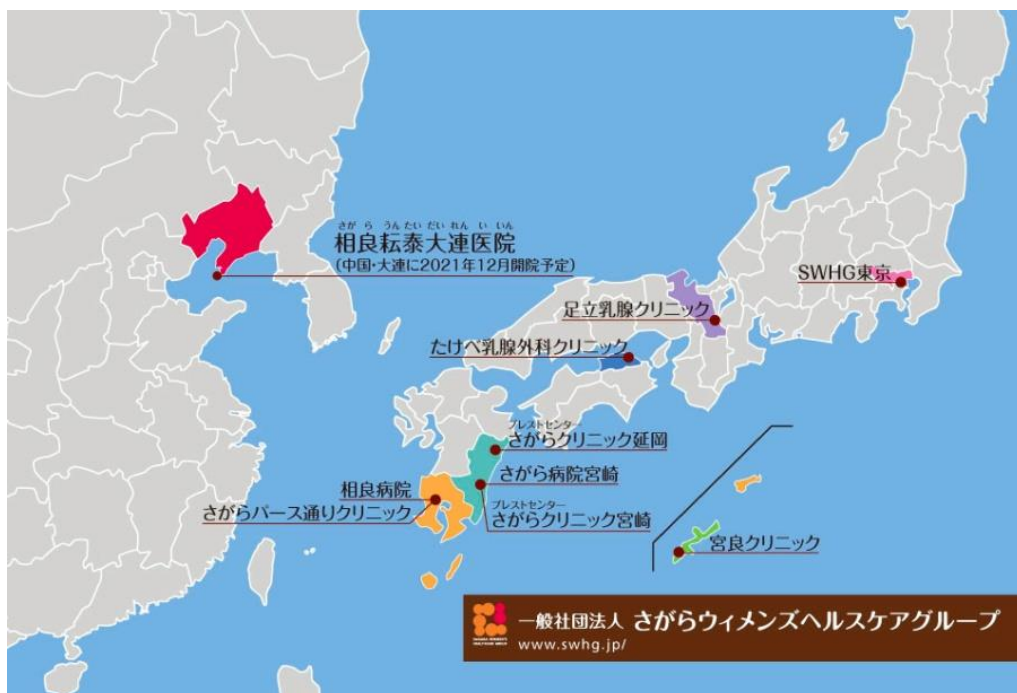 さがらうんたいだいれんいいん
相良耘泰大連医院
(中国・大連に2021年12月開院予定)
SWHG東京
足立乳腺クリニック
たけべ乳腺外科クリニック
ブレストセンター
さがらクリニック延岡
さがら病院宮崎
相良病院
さがらパース通りクリニック
ブレストセンター
さがらクリニック宮崎
宮良クリニック
一般社団法人 さがらウィメンズヘルスケアグループ
www.swhg.jp/